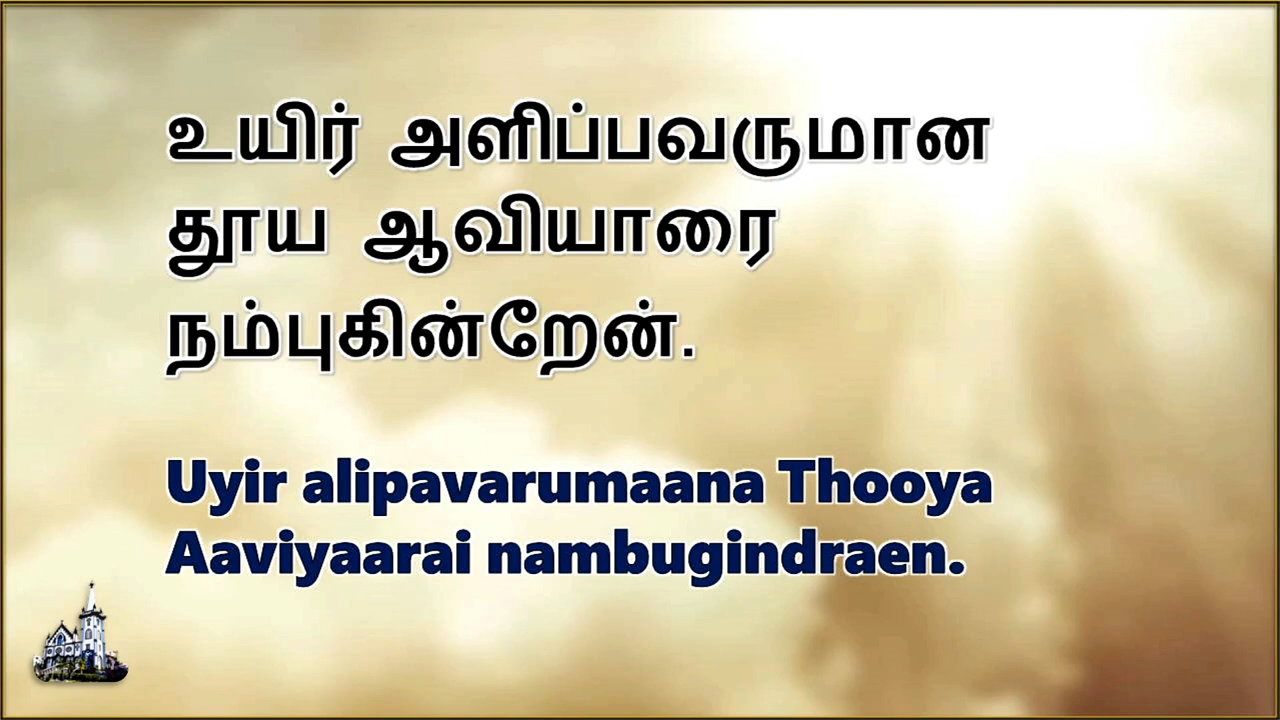 உயிர் அளிப்பவருமான
தூய ஆவியாரை
நம்புகின்றேன்.
Uyir alipavarumaana Thooya
Aaviyaarai nambugindraen.